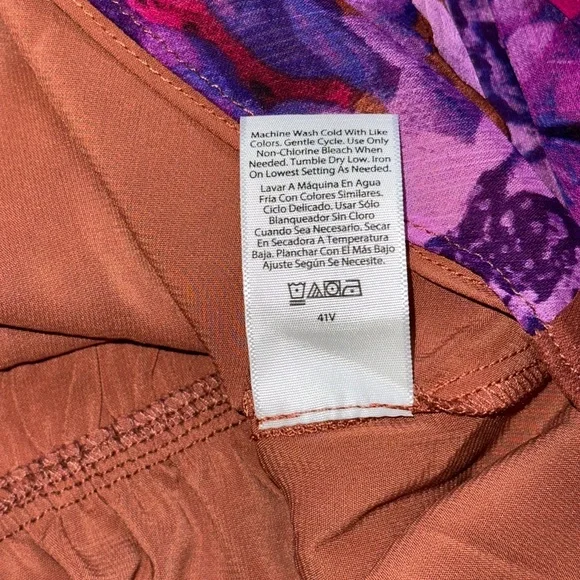 Machine Wash Cold With Like
Colors. Gentle Cycle. Use Only
Non-Chlorine Bleach When
Needed. Tumble Dry Low. Iron
On Lowest Setting As Needed.
Lavar A Máquina En Agua
Fria Con Colores Similares.
Ciclo Delicado. Usar Sólo
Blanqueador Sin Cloro
Cuando Sea Necesario. Secar
En Secadora A Temperatura
Baja. Planchar Con El Más Bajo
Ajuste Según Se Necesite.
41V